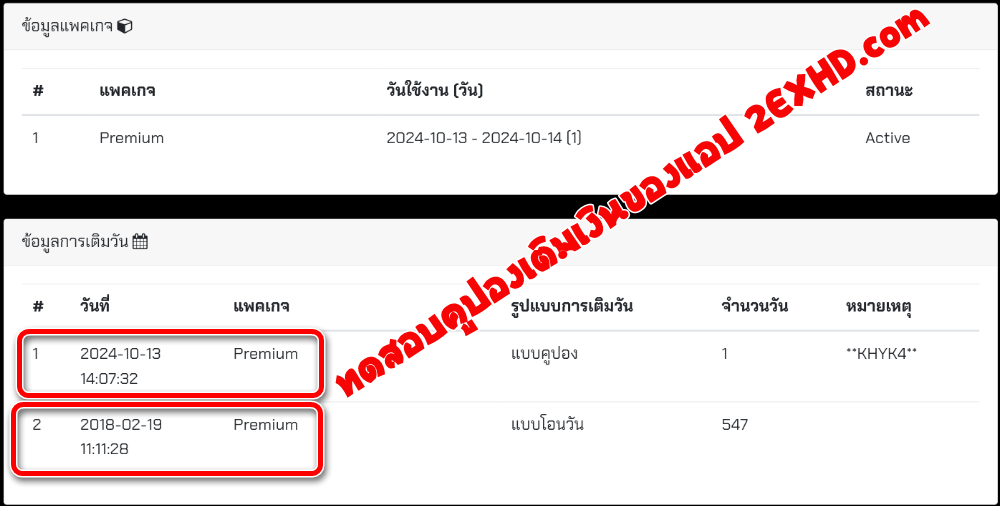 ข้อมูลแพคเกจ
# แพคเกจ วันใช้งาน (วัน) สถานะ
1 Premium 2024-10-13 - 2024-10-14 (1) Active
ข้อมูลการเติมวัน
# วันที่ แพคเกจ รูปแบบการเติมวัน จำนวนวัน หมายเหตุ
1 2024-10-13 Premium แบบคูปอง 1 **KHYK4**
14:07:32
2 2018-02-19 Premium แบบโอนวัน 547
11:11:28
ทดสอบคูปองเติมเงินของแอป 2EXHD.com